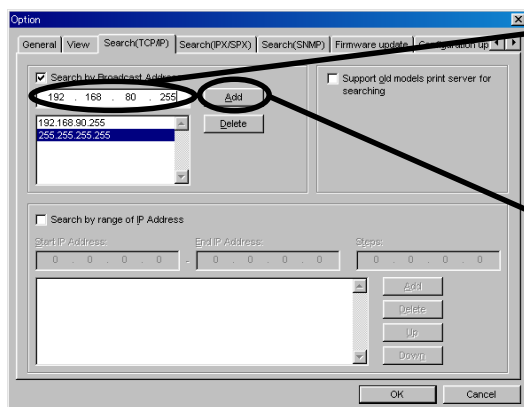 Option
General View Search(TCP/IP) Search(IPX/SPX) Search(SNMP) Firmware update Configuration up
Search by Broadcast Address
192 . 168 . 80 . 255
Add
192.168.90.255
255.255.255.255
Delete
Support old models print server for
searching
Search by range of IP Address
Start IP Address: End IP Address: Steps:
0 . 0 . 0 . 0 - 0 . 0 . 0 . 0 0 . 0 . 0 . 0
Add
Delete
Up
Down
OK Cancel